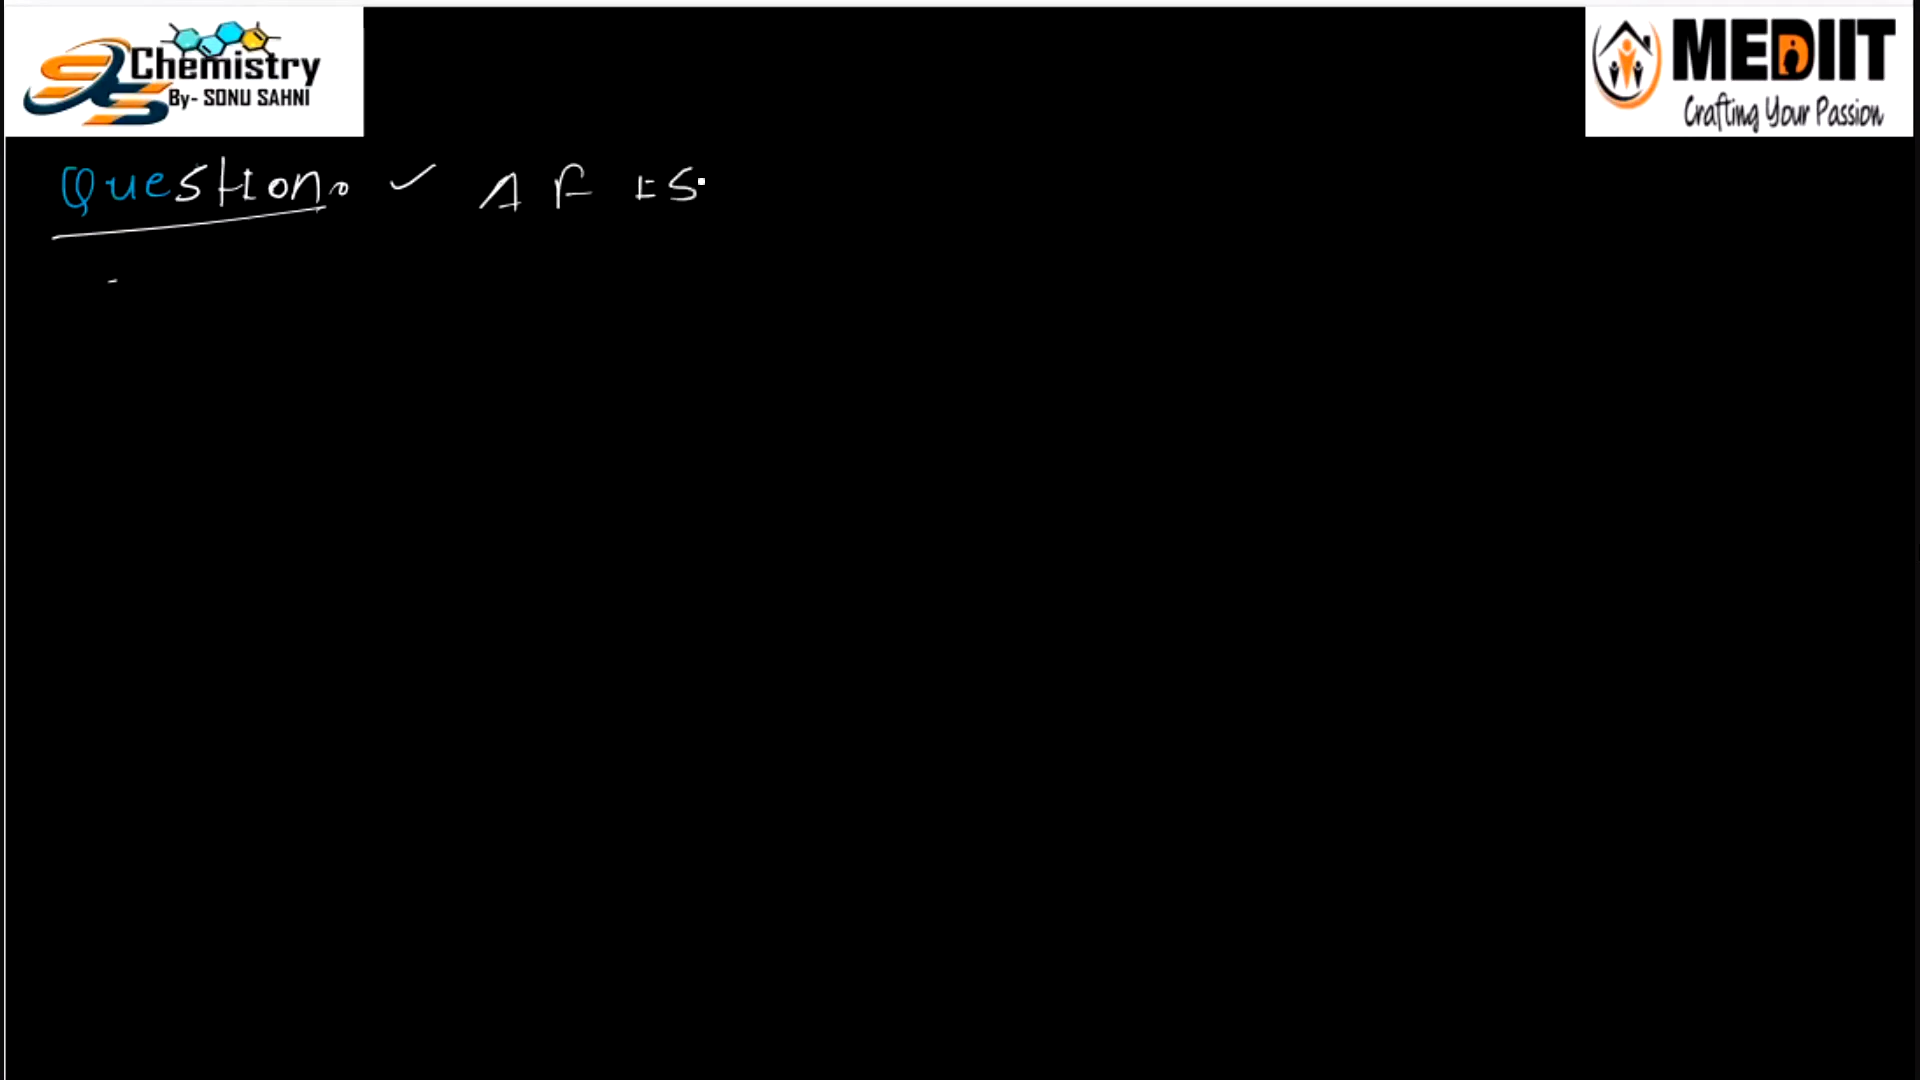 Chemistry
By- SONU SAHNI
MEDIIT
Crafting Your Passion
Question